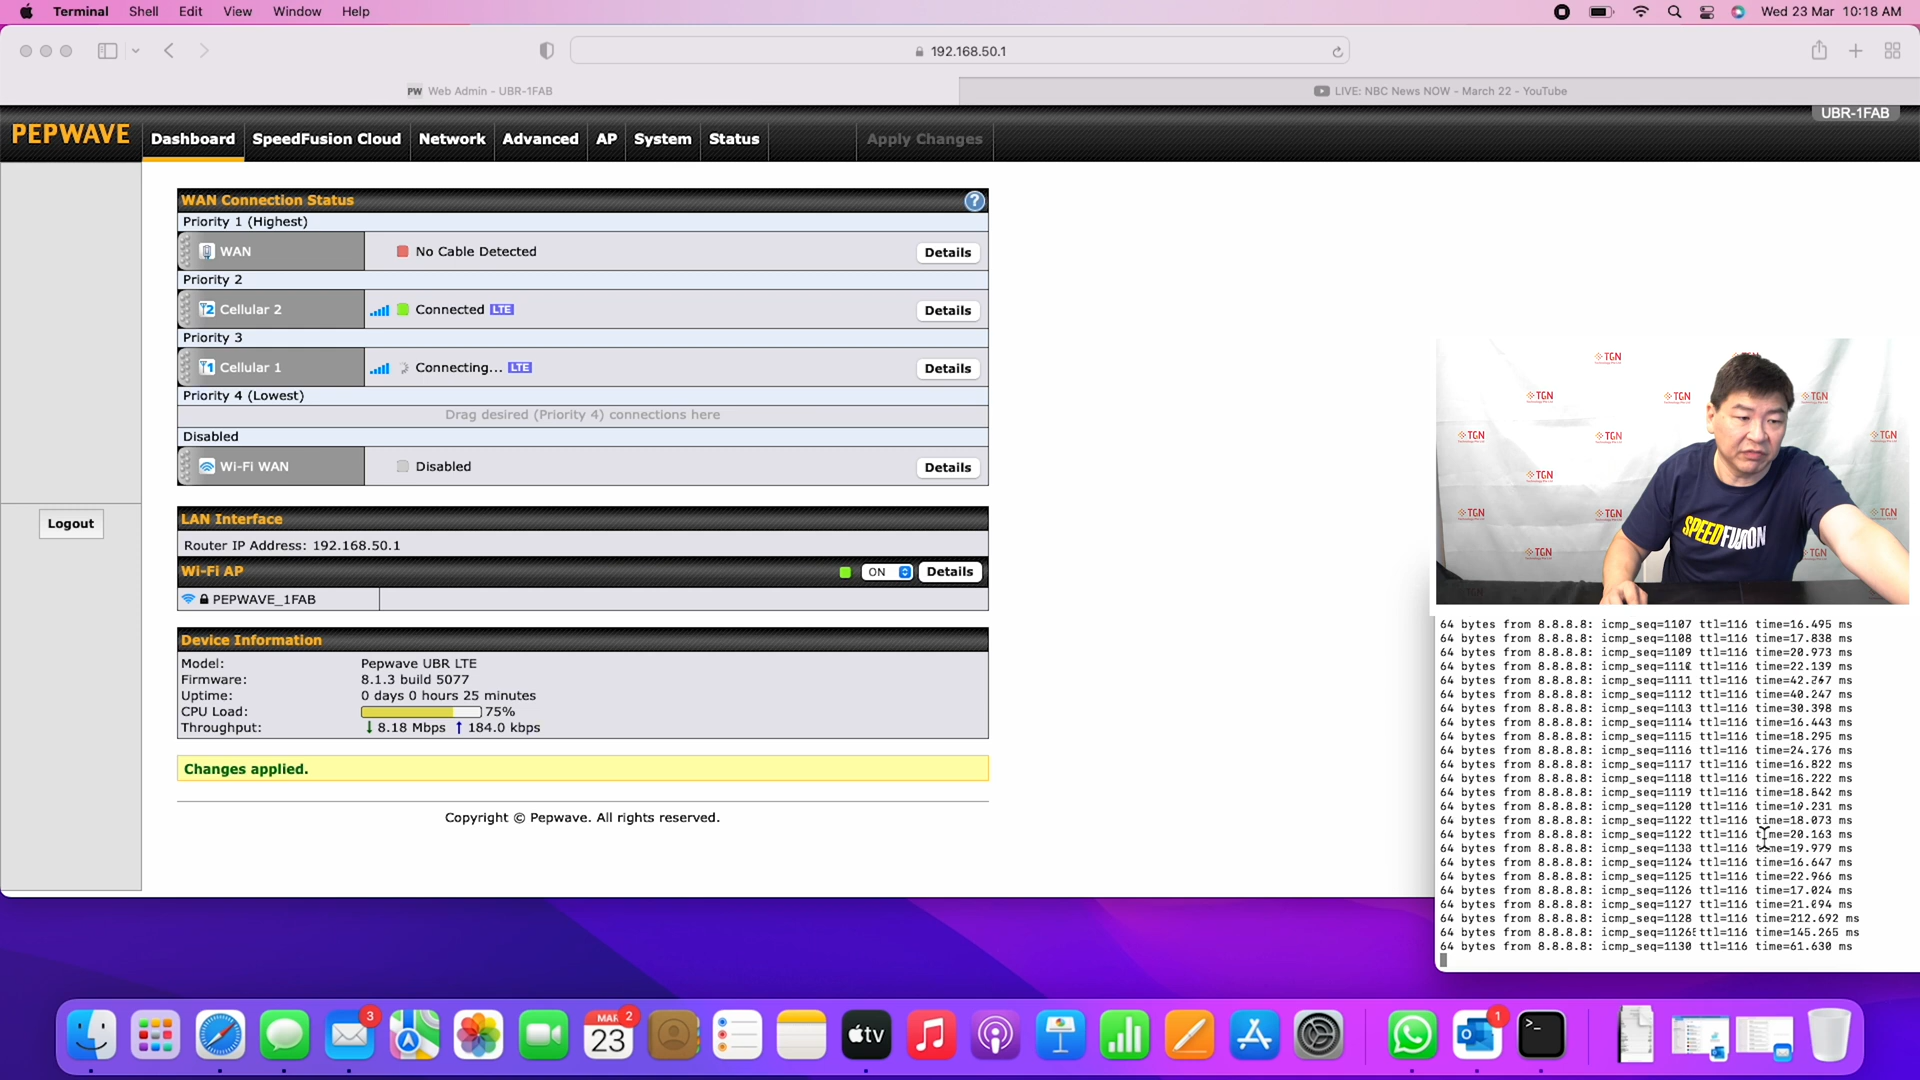 Terminal Shell Edit View Window Help Wed 23 Mar 10:18 AM
192.168.50.1
PW Web Admin - UBR-1FAB LIVE: NBC News NOW - March 22 - YouTube
UBR-1FAB
PEPWAVE Dashboard SpeedFusion Cloud Network Advanced AP System Status Apply Changes
WAN Connection Status ?
Priority 1 (Highest)
WAN No Cable Detected Details
Priority 2
2 Cellular 2 Connected LTE Details
Priority 3
1 Cellular 1 Connecting... LTE Details
Priority 4 (Lowest)
Drag desired (Priority 4) connections here
Disabled
Wi-Fi WAN Disabled Details
Logout
LAN Interface
Router IP Address: 192.168.50.1
Wi-Fi AP ON Details
PEPWAVE_1FAB
Device Information
Model: Pepwave UBR LTE
Firmware: 8.1.3 build 5077
Uptime: 0 days 0 hours 25 minutes
CPU Load: 75%
Throughput: 8.18 Mbps 184.0 kbps
Changes applied.
Copyright © Pepwave. All rights reserved.
TGN
TGN TGN TGN
TGN TGN TGN
TGN
TGN TGN TGN
TGN TGN
SPEEDFUSION
64 bytes from 8.8.8.8: icmp_seq=1107 ttl=116 time=16.495 ms
64 bytes from 8.8.8.8: icmp_seq=1108 ttl=116 time=17.838 ms
64 bytes from 8.8.8.8: icmp_seq=1109 ttl=116 time=20.973 ms
64 bytes from 8.8.8.8: ttl=116 time=22.139 ms
64 bytes from 8.8.8.8: icmp_seq=1111 ttl=116 ms
64 bytes from 8.8.8.8: icmp_seq=1112 ttl=116 time=40.247 ms
64 bytes from 8.8.8.8: icmp_seq=1113 ttl=116 time=30.398 ms
64 bytes from 8.8.8.8: icmp_seq=1114 ttl=116 time=16.443 ms
64 bytes from 8.8.8.8: icmp_seq=1115 ttl=116 time=18.295 ms
64 bytes from 8.8.8.8: icmp_seq=1116 ttl=116 ms
64 bytes from 8.8.8.8: icmp_seq=1117 ttl=116 time=16.822 ms
64 bytes from 8.8.8.8: icmp_seq=1118 ttl=116 ms
64 bytes from 8.8.8.8: icmp_seq=1119 ttl=116 ms
64 bytes from 8.8.8.8: icmp_seq=1120 ttl=116 ms
64 bytes from 8.8.8.8: icmp_seq=1122 ttl=116 time=18.073 ms
64 bytes from 8.8.8.8: icmp_seq=1122 ttl=116 time=20.163 ms
64 bytes from 8.8.8.8: ttl=116 time=19.979 ms
64 bytes from 8.8.8.8: icmp_seq=1124 ttl=116 time=16.647 ms
64 bytes from 8.8.8.8: icmp_seq=1125 ttl=116 time=22.966 ms
64 bytes from 8.8.8.8: icmp_seq=1126 ttl=116 time=17.024 ms
64 bytes from 8.8.8.8: icmp_seq=1127 ttl=116 ms
64 bytes from 8.8.8.8: icmp_seq=1128 ttl=116 time=212.692 ms
64 bytes from 8.8.8.8: ttl=116 time=145.265 ms
64 bytes from 8.8.8.8: icmp_seq=1130 ttl=116 time=61.630 ms
3 MAR 2 23 tv 1